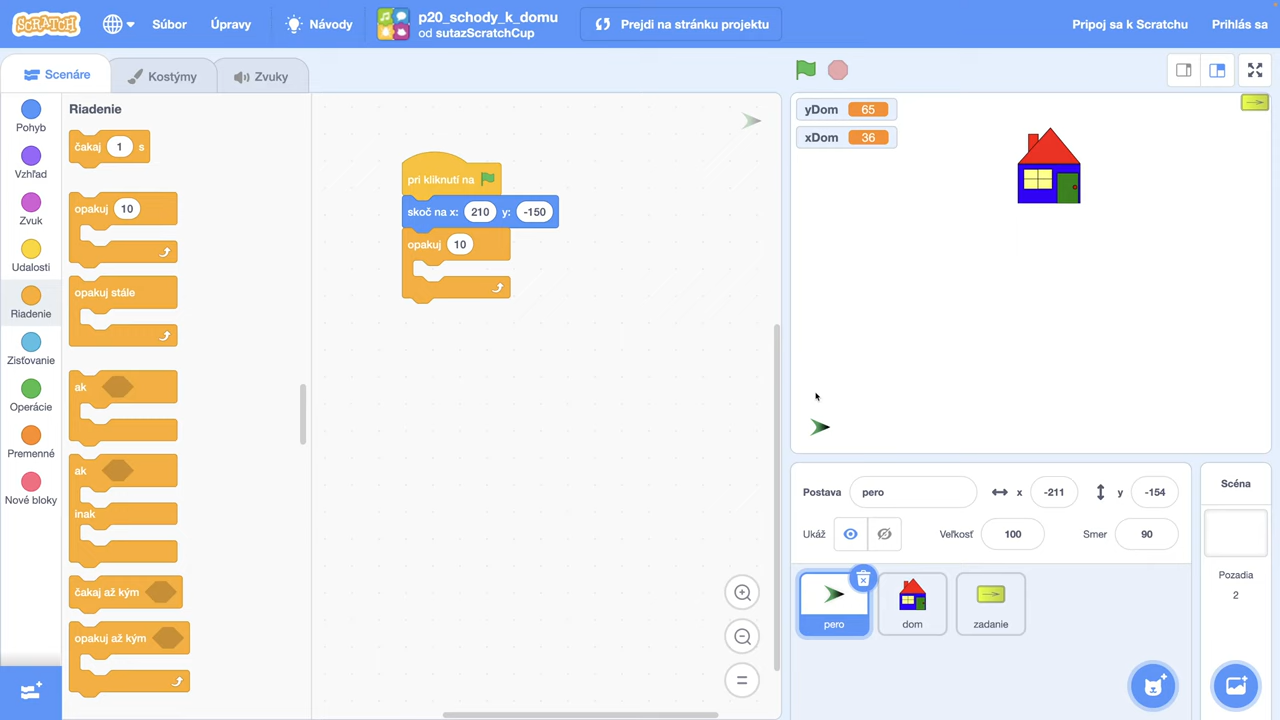 SCRATCH
Súbor
Úpravy
Návody
p20_schody_k_domu
od sutazScratchCup
Prejdi na stránku projektu
Pripoj sa k Scratchu
Prihlás sa
Scenáre
Kostýmy
Zvuky
Pohyb
Vzhľad
Zvuk
Udalosti
Riadenie
Zisťovanie
Operácie
Premenné
Nové bloky
Riadenie
čakaj 1 s
opakuj 10
opakuj stále
ak
ak
inak
čakaj až kým
opakuj až kým
pri kliknutí na
skoč na x: 210 y: -150
opakuj 10
yDom 65
xDom 36
Postava pero x -211 y -154
Ukáž Veľkosť 100 Smer 90
pero
dom
zadanie
Scéna
Pozadia
2